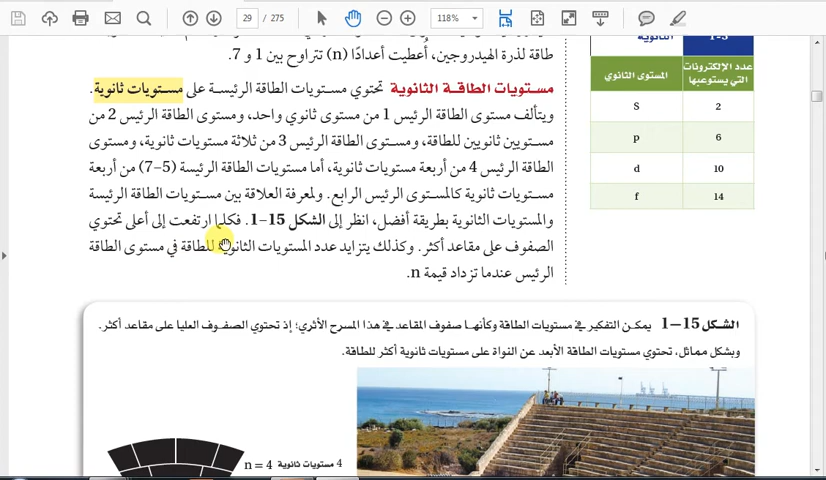 29 / 275
118%
طاقة لذرة الهيدروجين، أُعطيت أعدادًا (n) تتراوح بين 1 و 7.
مستويات الطاقة الثانوية تحتوي مستويات الطاقة الرئيسة على مستويات ثانوية.
ويتألف مستوى الطاقة الرئيس 1 من مستوى ثانوي واحد، ومستوى الطاقة الرئيس 2 من
مستويين ثانويين للطاقة، ومستوى الطاقة الرئيس 3 من ثلاثة مستويات ثانوية، ومستوى
الطاقة الرئيس 4 من أربعة مستويات ثانوية، أما مستويات الطاقة الرئيسة (5–7) من أربعة
مستويات ثانوية كالمستوى الرئيس الرابع. ولمعرفة العلاقة بين مستويات الطاقة الرئيسة
والمستويات الثانوية بطريقة أفضل، انظر إلى الشكل 15–1. فكلما ارتفعت إلى أعلى تحتوي
الصفوف على مقاعد أكثر. وكذلك يتزايد عدد المستويات الثانوية للطاقة في مستوى الطاقة
الرئيس عندما تزداد قيمة n.
1-3 الثانوية
عدد الإلكترونات التي يستوعبها المستوى الثانوي
2 s
6 p
10 d
14 f
الشكل 15–1 يمكن التفكير في مستويات الطاقة وكأنها صفوف المقاعد في هذا المسرح الأثري؛ إذ تحتوي الصفوف العليا على مقاعد أكثر.
وبشكل مماثل، تحتوي مستويات الطاقة الأبعد عن النواة على مستويات ثانوية أكثر للطاقة.
4 مستويات ثانوية n = 4